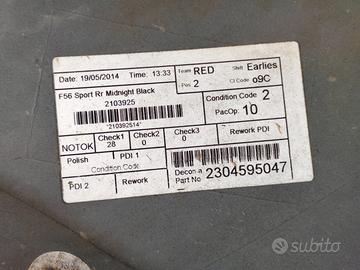 Date: 19/05/2014 Time: 13:33 Team RED Shift Earlies
Pos. 2 CI Code o9C
F56 Sport Rr Midnight Black
2103925
"2103925 14"
Condition Code 2
PacOp: 10
NOTOK Check1 28 Check2 0 Check3 0 Rework PDI
Polish PDI 1
Condition Code:
PDI 2 Rework
Decon a
Part No 2304595047
subito